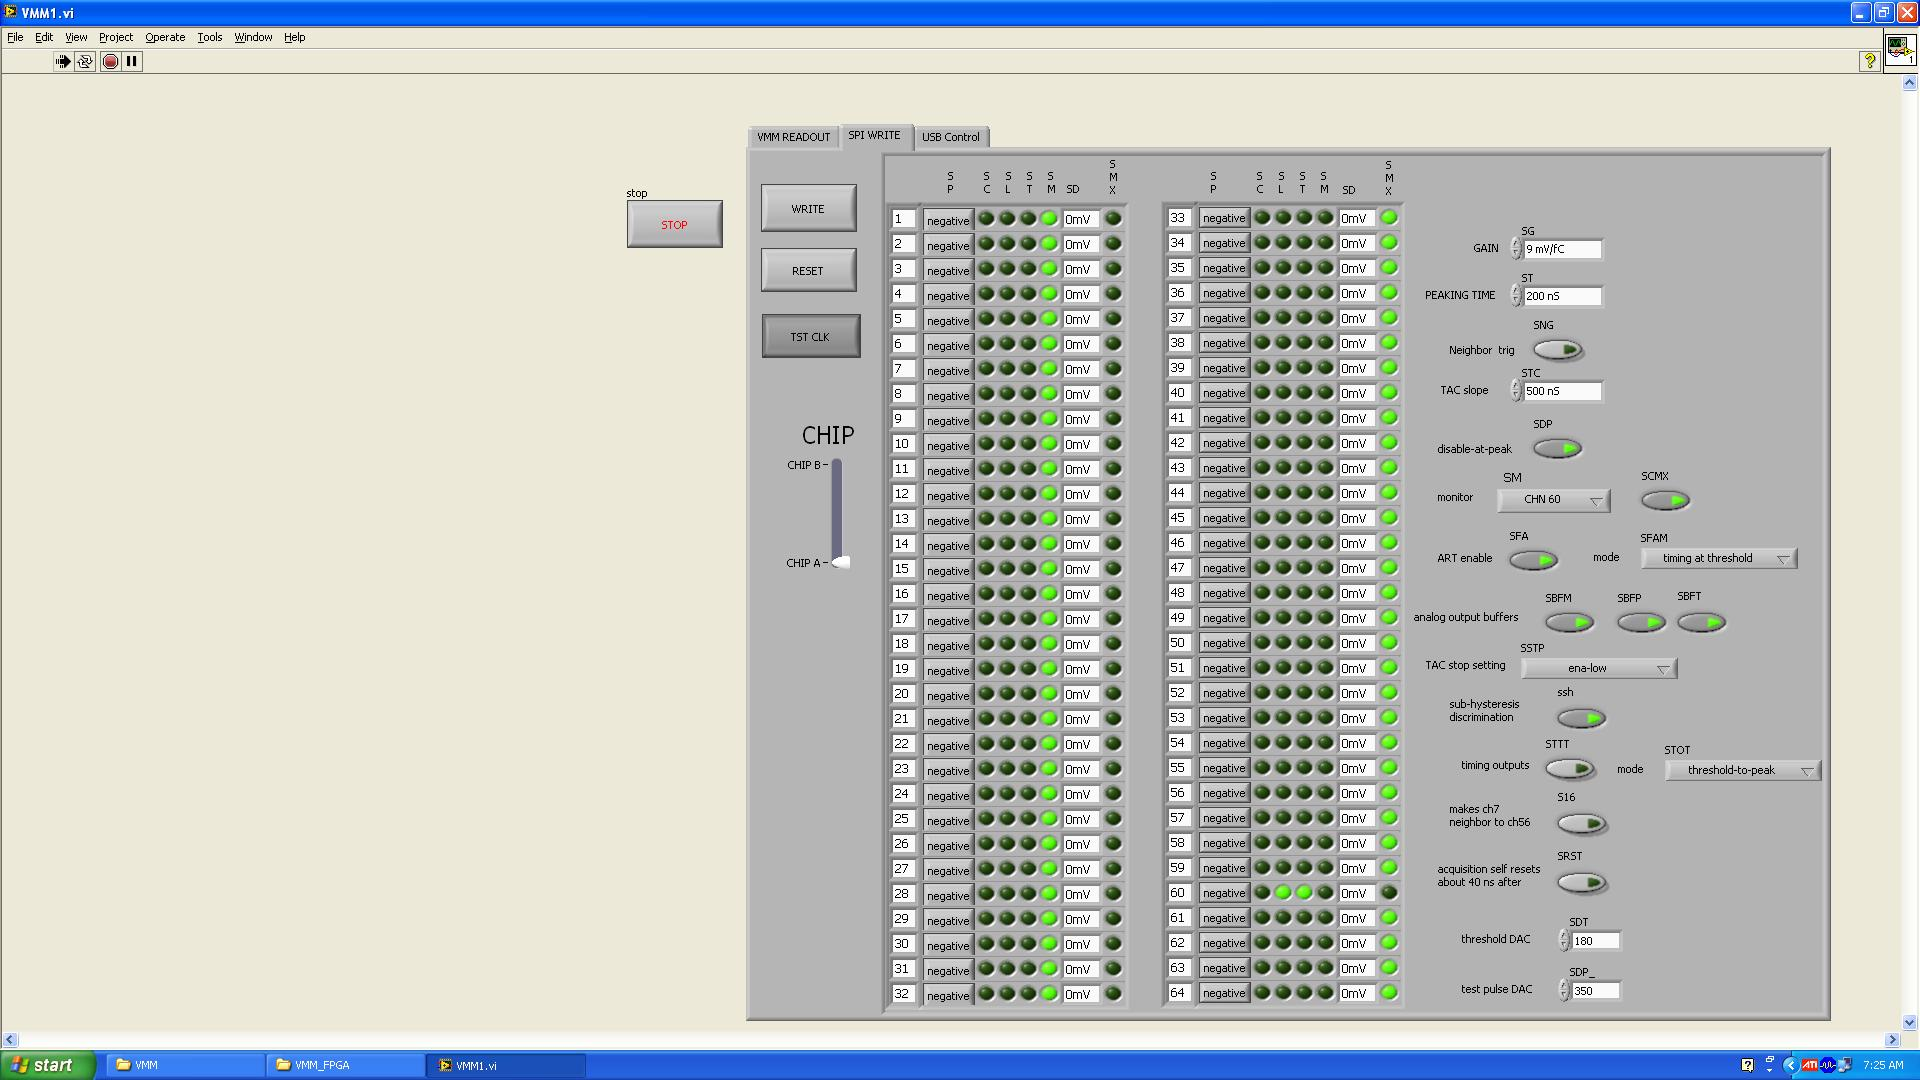 VMM1.vi
File Edit View Project Operate Tools Window Help
1
VMM READOUT SPI WRITE USB Control
stop
STOP
WRITE
RESET
TST CLK
CHIP
CHIP B
CHIP A
SP SC SL ST SM SD SMX SP SC SL ST SM SD SMX
1 negative 0mV 33 negative 0mV
2 negative 0mV 34 negative 0mV
3 negative 0mV 35 negative 0mV
4 negative 0mV 36 negative 0mV
5 negative 0mV 37 negative 0mV
6 negative 0mV 38 negative 0mV
7 negative 0mV 39 negative 0mV
8 negative 0mV 40 negative 0mV
9 negative 0mV 41 negative 0mV
10 negative 0mV 42 negative 0mV
11 negative 0mV 43 negative 0mV
12 negative 0mV 44 negative 0mV
13 negative 0mV 45 negative 0mV
14 negative 0mV 46 negative 0mV
15 negative 0mV 47 negative 0mV
16 negative 0mV 48 negative 0mV
17 negative 0mV 49 negative 0mV
18 negative 0mV 50 negative 0mV
19 negative 0mV 51 negative 0mV
20 negative 0mV 52 negative 0mV
21 negative 0mV 53 negative 0mV
22 negative 0mV 54 negative 0mV
23 negative 0mV 55 negative 0mV
24 negative 0mV 56 negative 0mV
25 negative 0mV 57 negative 0mV
26 negative 0mV 58 negative 0mV
27 negative 0mV 59 negative 0mV
28 negative 0mV 60 negative 0mV
29 negative 0mV 61 negative 0mV
30 negative 0mV 62 negative 0mV
31 negative 0mV 63 negative 0mV
32 negative 0mV 64 negative 0mV
SG
GAIN 9 mV/fC
ST
PEAKING TIME 200 nS
SNG
Neighbor trig
STC
TAC slope 500 nS
SDP
disable-at-peak
SM SCMX
monitor CHN 60
SFA SFAM
ART enable mode timing at threshold
SBFM SBFP SBFT
analog output buffers
SSTP
TAC stop setting ena-low
ssh
sub-hysteresis
discrimination
STTT STOT
timing outputs mode threshold-to-peak
S16
makes ch7
neighbor to ch56
SRST
acquisition self resets
about 40 ns after
SDT
threshold DAC 180
SDP_
test pulse DAC 350
start VMM VMM_FPGA VMM1.vi ATI 7:25 AM